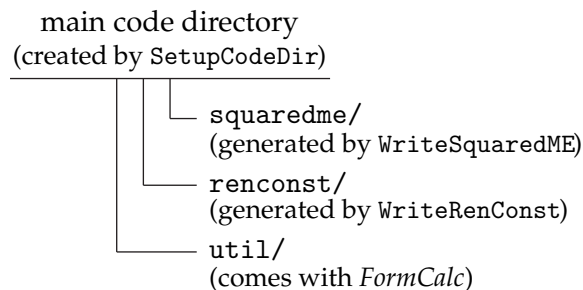 main code directory
(created by SetupCodeDir)
squaredme/
(generated by WriteSquaredME)
renconst/
(generated by WriteRenConst)
util/
(comes with FormCalc)